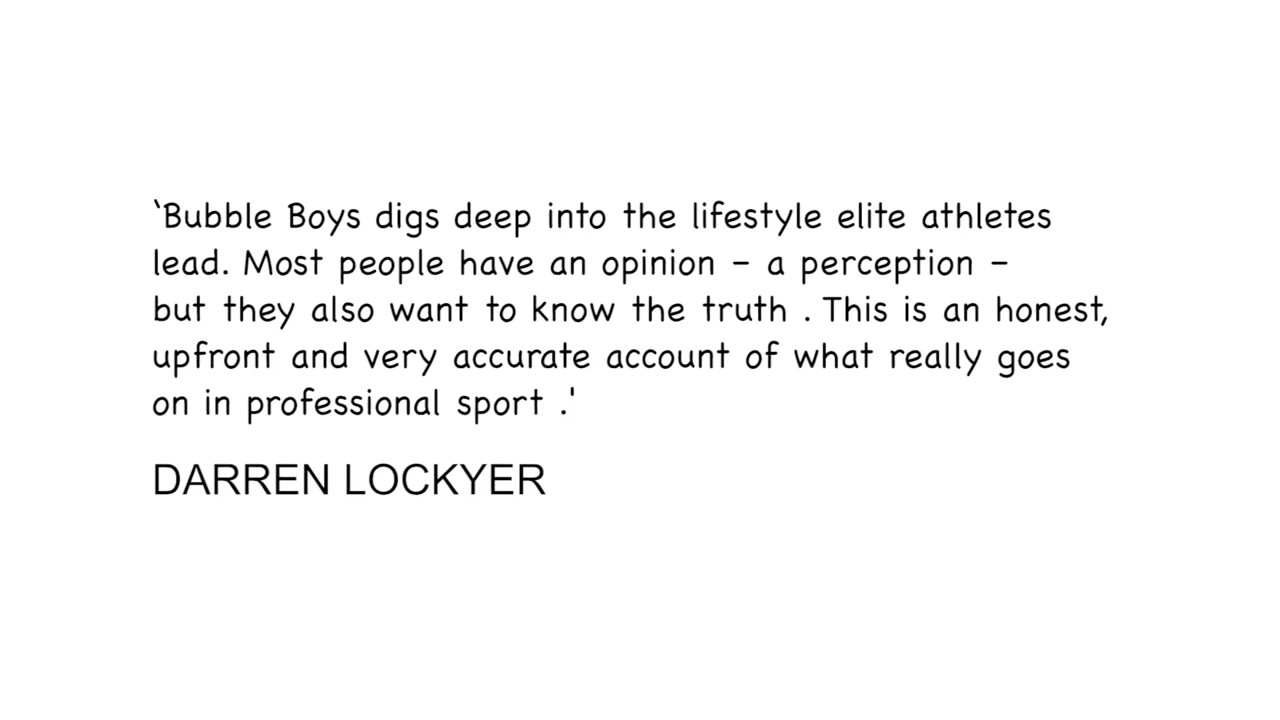 ‘Bubble Boys digs deep into the lifestyle elite athletes
lead. Most people have an opinion – a perception –
but they also want to know the truth . This is an honest,
upfront and very accurate account of what really goes
on in professional sport .'
DARREN LOCKYER